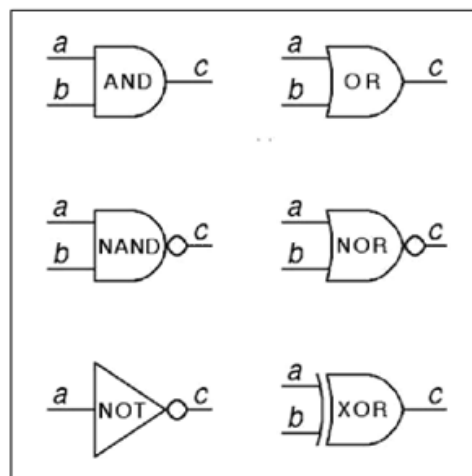 a c a c
AND OR
b b
a c a c
NAND NOR
b b
a
a c c
NOT XOR
b